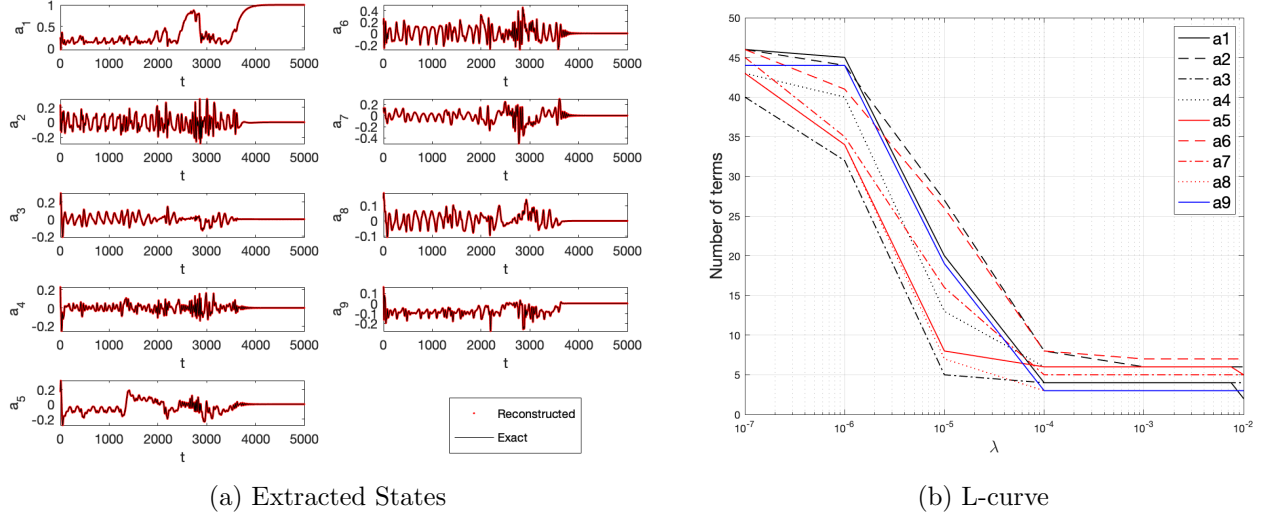 a1
1
0.5
0
0 1000 2000 3000 4000 5000
t
a6
0.4
0.2
0
-0.2
0 1000 2000 3000 4000 5000
t
a2
0.2
0
-0.2
0 1000 2000 3000 4000 5000
t
a7
0.2
0
-0.2
-0.4
0 1000 2000 3000 4000 5000
t
a3
0.2
0
-0.2
0 1000 2000 3000 4000 5000
t
a8
0.1
0
-0.1
0 1000 2000 3000 4000 5000
t
a4
0.2
0
-0.2
0 1000 2000 3000 4000 5000
t
a9
0.1
0
-0.1
-0.2
0 1000 2000 3000 4000 5000
t
a5
0.2
0
-0.2
0 1000 2000 3000 4000 5000
t
Reconstructed
Exact
(a) Extracted States
Number of terms
50
45
40
35
30
25
20
15
10
5
0
10^-7 10^-6 10^-5 10^-4 10^-3 10^-2
λ
a1
a2
a3
a4
a5
a6
a7
a8
a9
(b) L-curve